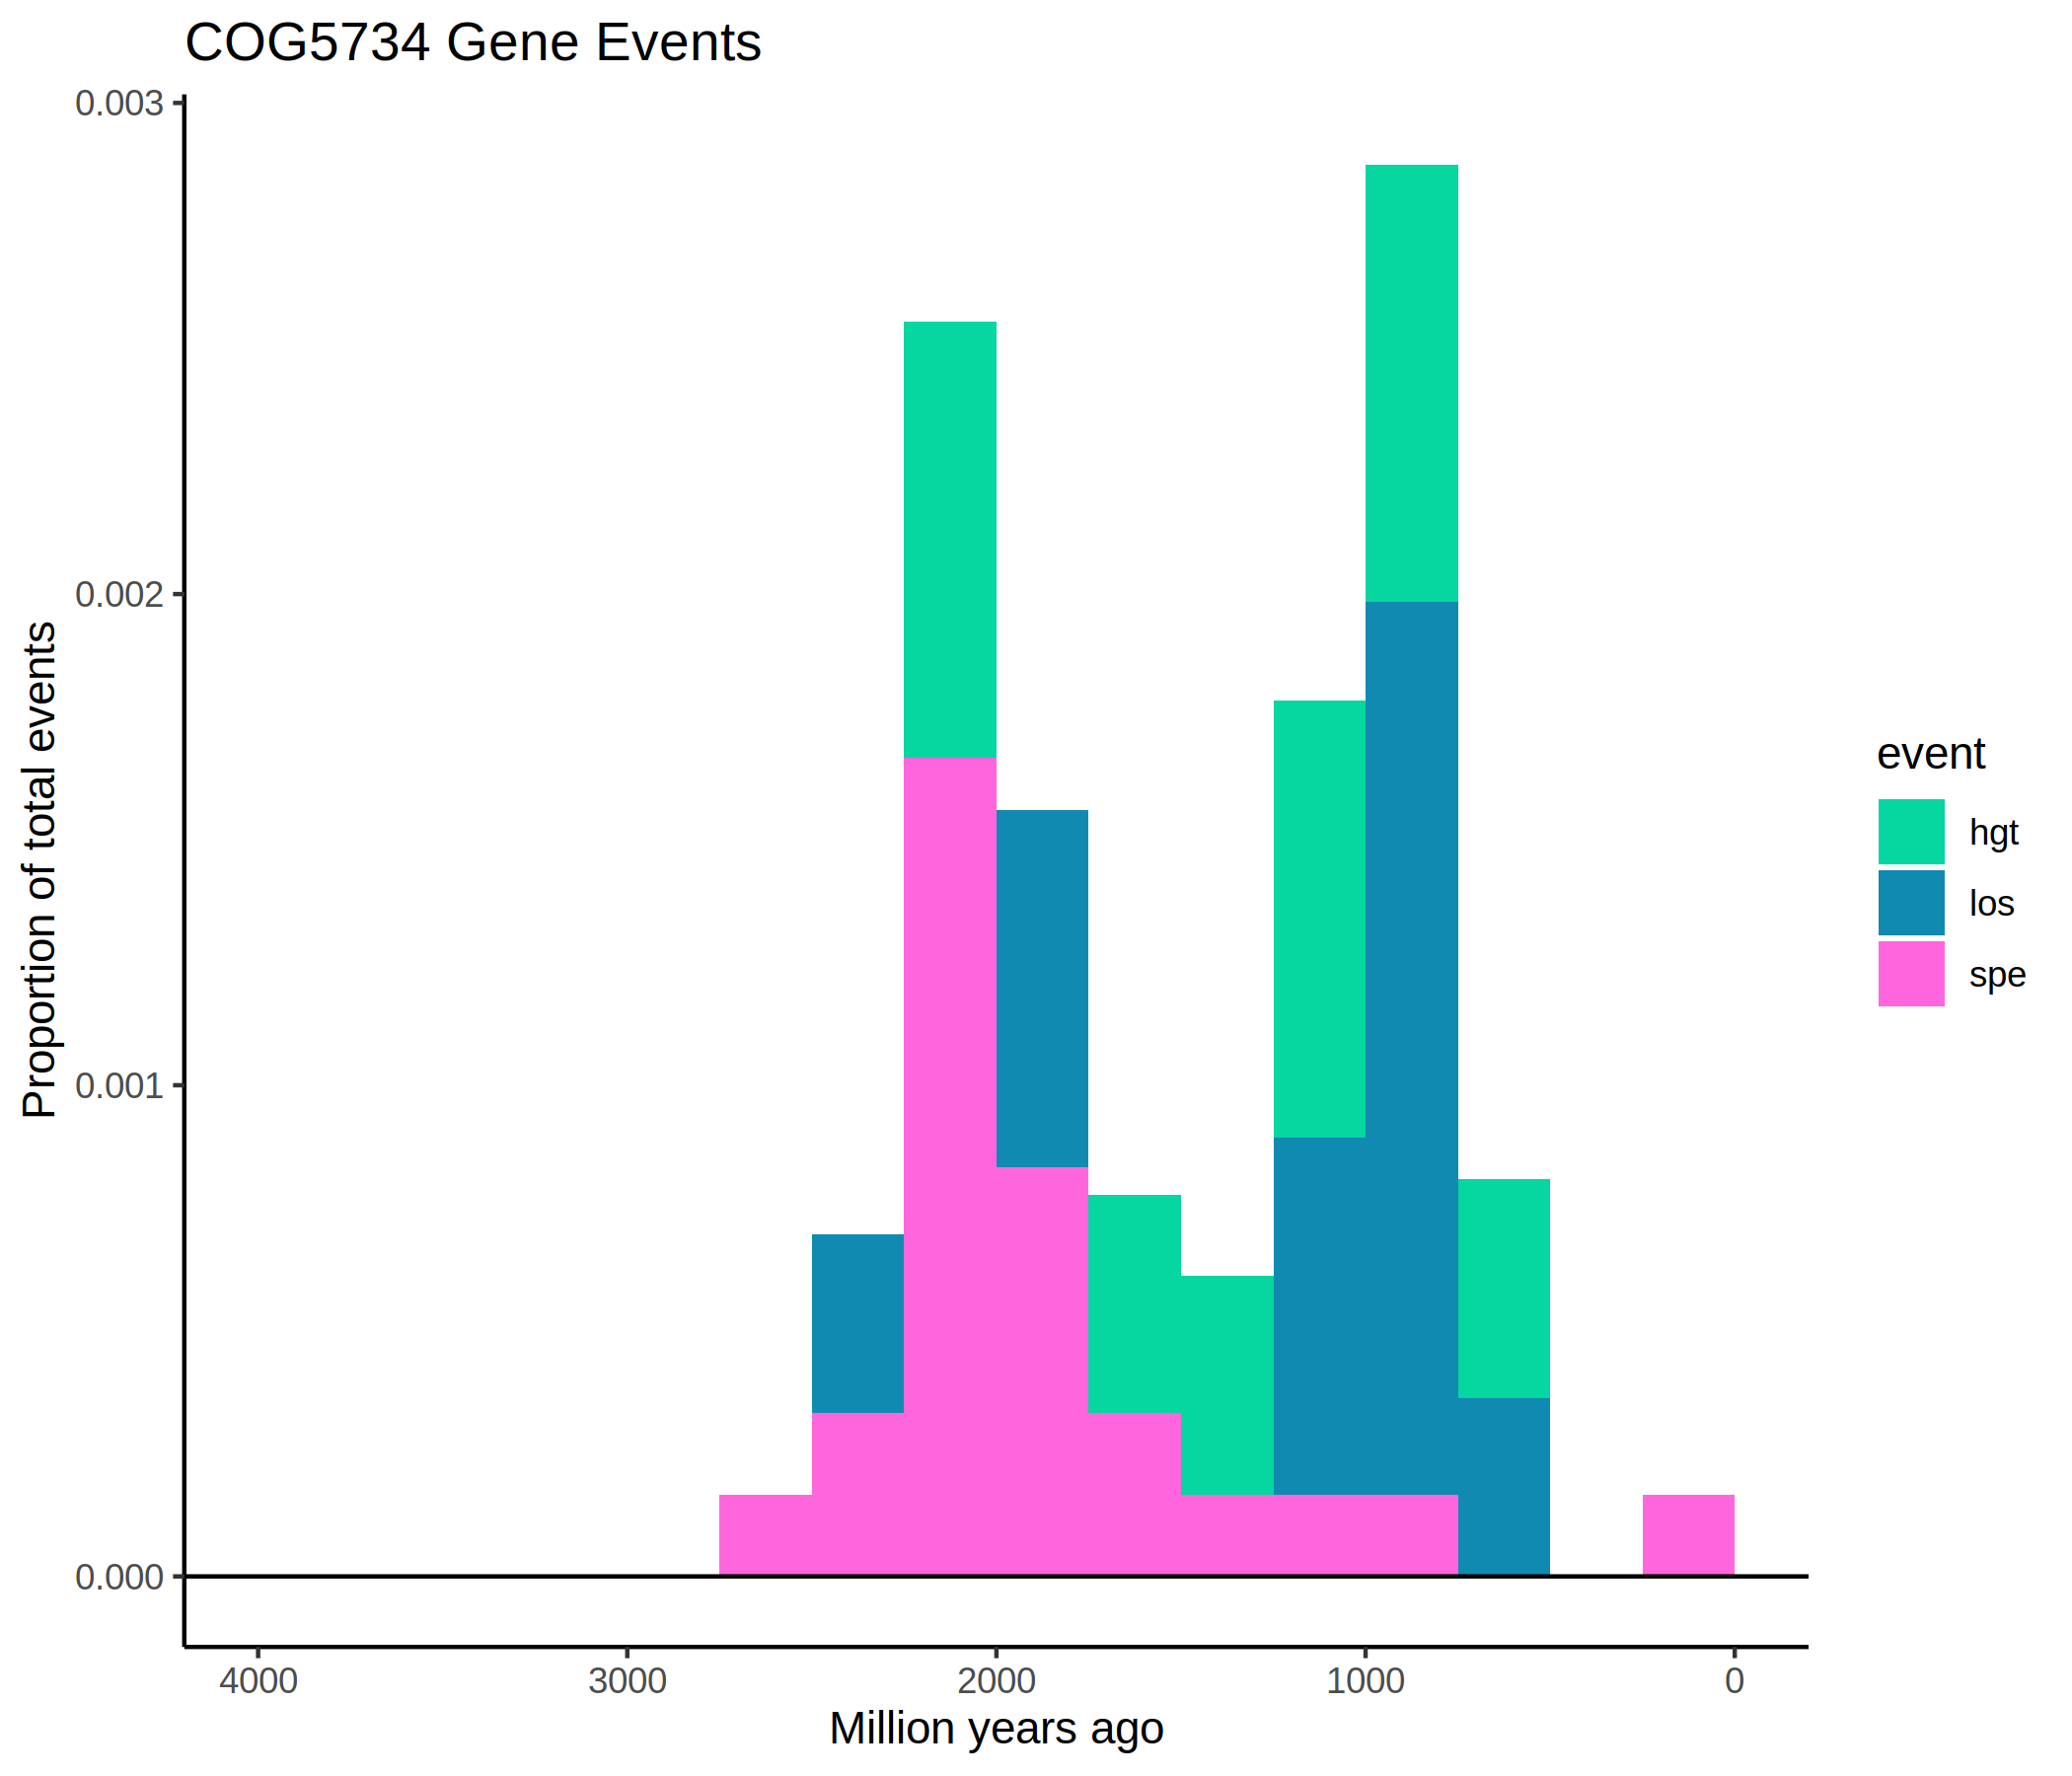 COG5734 Gene Events
0.003
0.002
0.001
0.000
Proportion of total events
4000 3000 2000 1000 0
Million years ago
event
hgt
los
spe